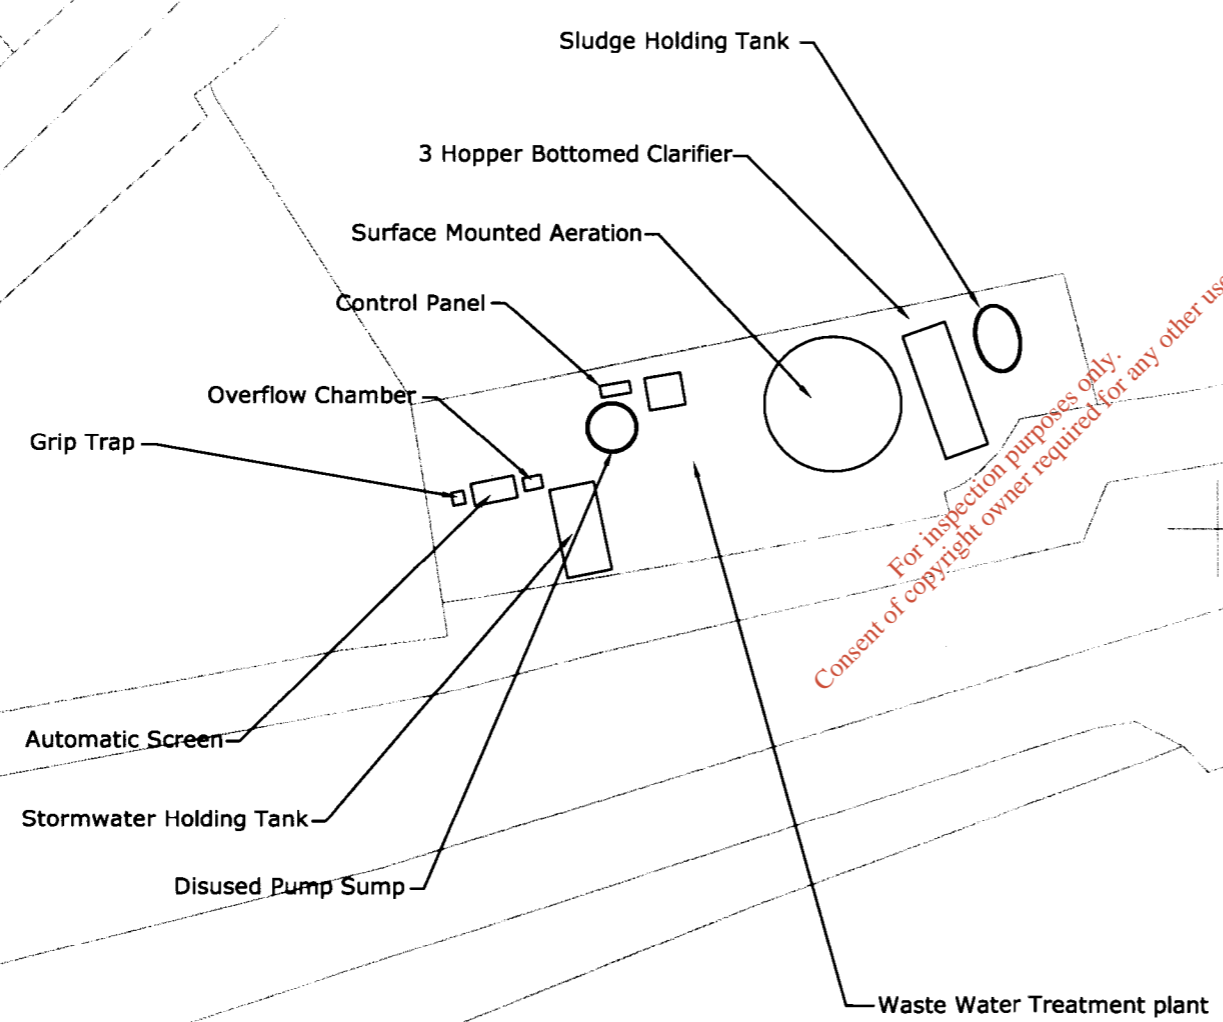 Sludge Holding Tank
3 Hopper Bottomed Clarifier
Surface Mounted Aeration
Control Panel
Overflow Chamber
Grip Trap
For inspection purposes only.
Consent of copyright owner required for any other use
Automatic Screen
Stormwater Holding Tank
Disused Pump Sump
Waste Water Treatment plant